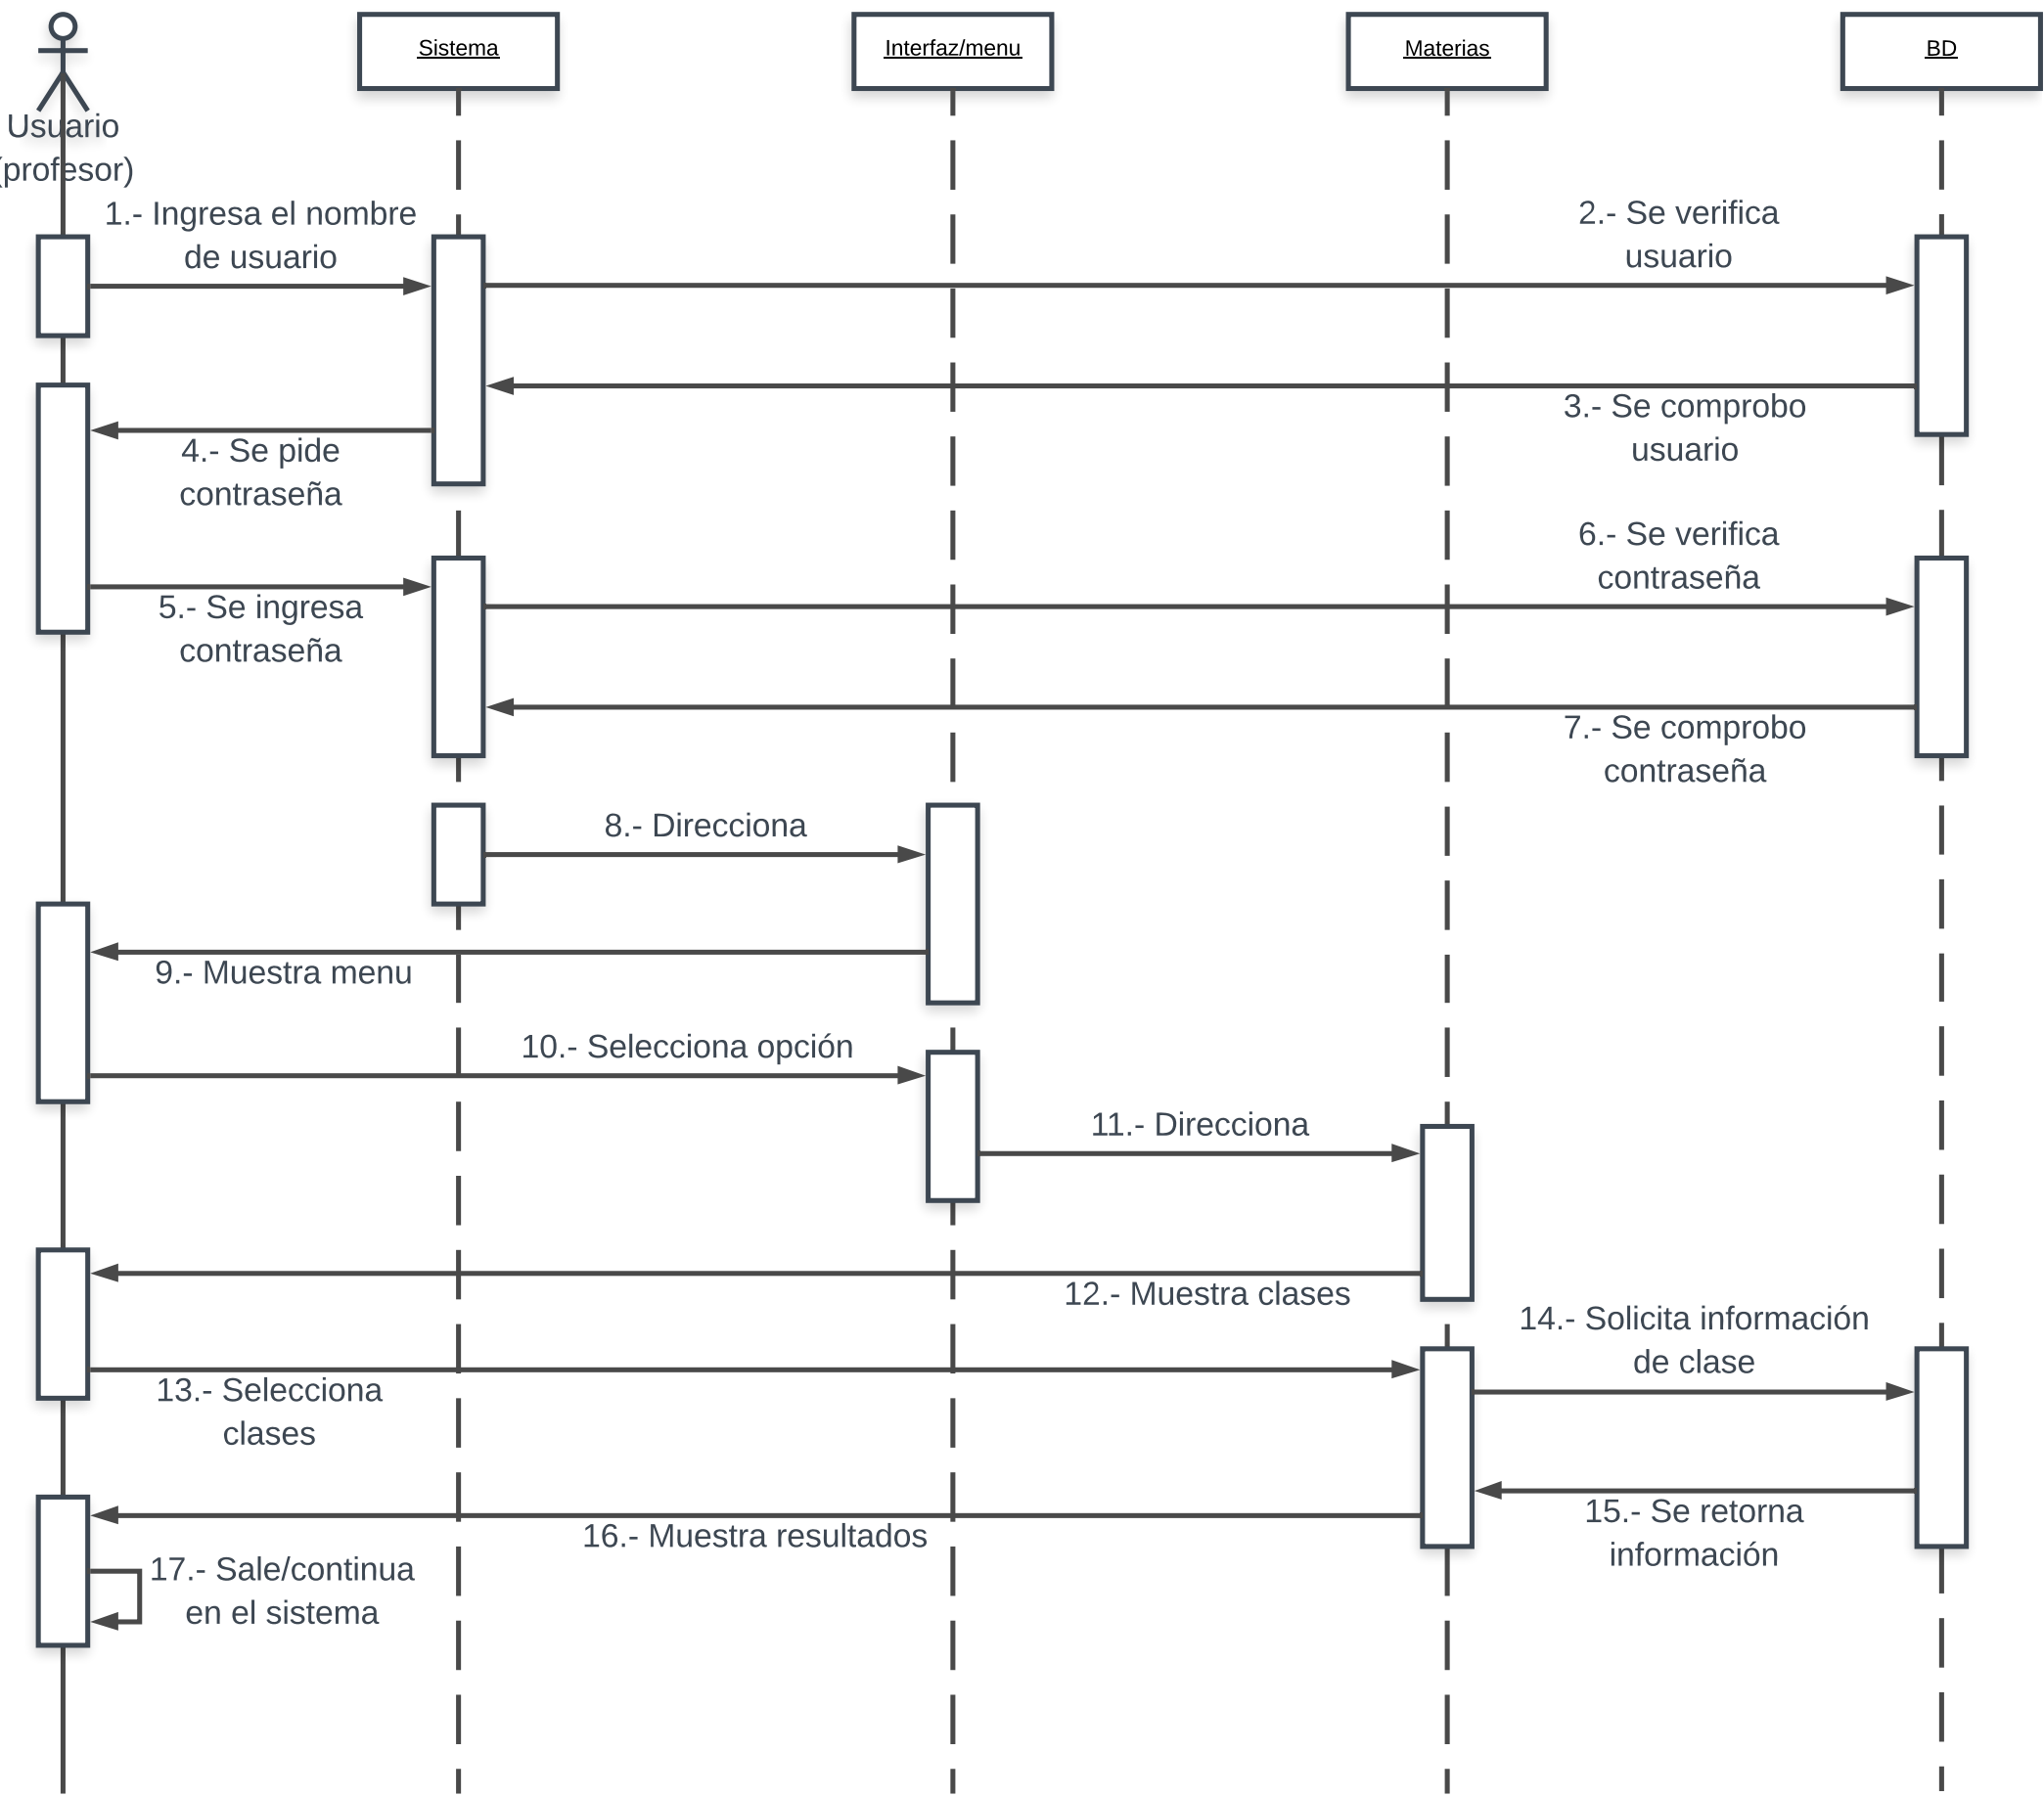 Sistema
Interfaz/menu
Materias
BD
Usuario
(profesor)
1.- Ingresa el nombre
de usuario
2.- Se verifica
usuario
3.- Se comprobo
usuario
4.- Se pide
contraseña
6.- Se verifica
contraseña
5.- Se ingresa
contraseña
7.- Se comprobo
contraseña
8.- Direcciona
9.- Muestra menu
10.- Selecciona opción
11.- Direcciona
12.- Muestra clases
14.- Solicita información
de clase
13.- Selecciona
clases
15.- Se retorna
información
16.- Muestra resultados
17.- Sale/continua
en el sistema